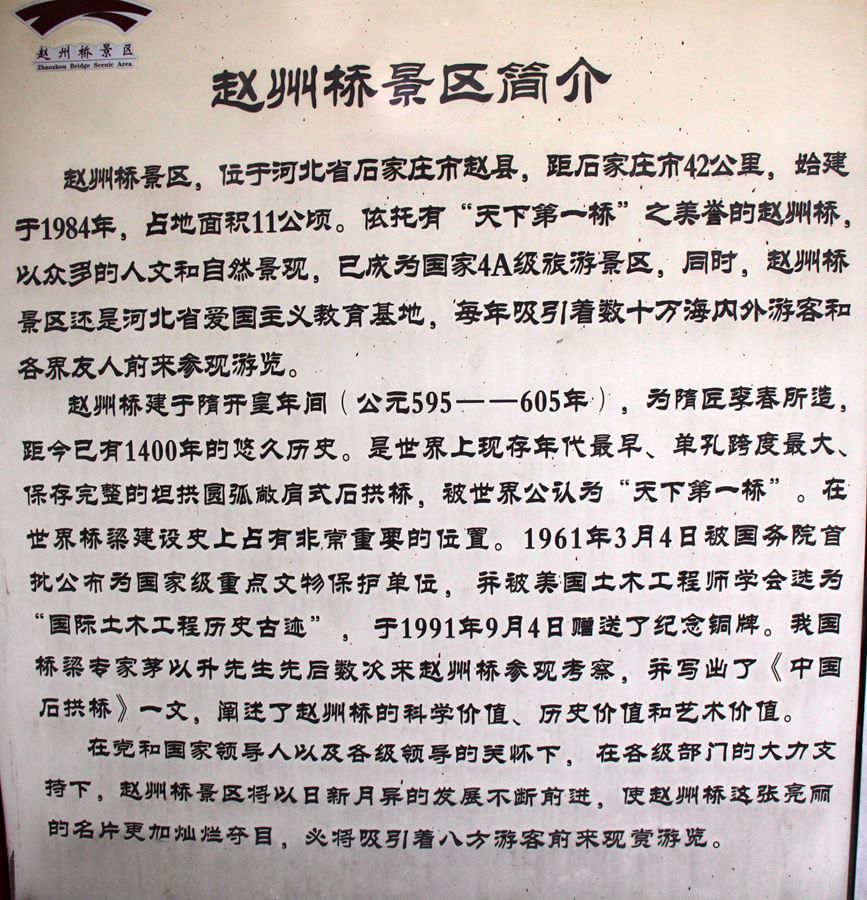 赵州桥景区
Zhaozhou Bridge Scenic Area
赵州桥景区简介
赵州桥景区，位于河北省石家庄市赵县，距石家庄市42公里，始建
于1984年，占地面积11公顷。依托有“天下第一桥”之美誉的赵州桥，
以众多的人文和自然景观，已成为国家4A级旅游景区，同时，赵州桥
景区还是河北省爱国主义教育基地，每年吸引着数十万海内外游客和
各界友人前来参观游览。
赵州桥建于隋开皇年间（公元595——605年），为隋匠李春所造，
距今已有1400年的悠久历史。是世界上现存年代最早、单孔跨度最大、
保存完整的坦拱圆弧敞肩式石拱桥，被世界公认为“天下第一桥”。在
世界桥梁建设史上占有非常重要的位置。1961年3月4日被国务院首
批公布为国家级重点文物保护单位，并被美国土木工程师学会选为
“国际土木工程历史古迹”，于1991年9月4日赠送了纪念铜牌。我国
桥梁专家茅以升先生先后数次来赵州桥参观考察，并写出了《中国
石拱桥》一文，阐述了赵州桥的科学价值、历史价值和艺术价值。
在党和国家领导人以及各级领导的关怀下，在各级部门的大力支
持下，赵州桥景区将以日新月异的发展不断前进，使赵州桥这张亮丽
的名片更加灿烂夺目，必将吸引着八方游客前来观赏游览。